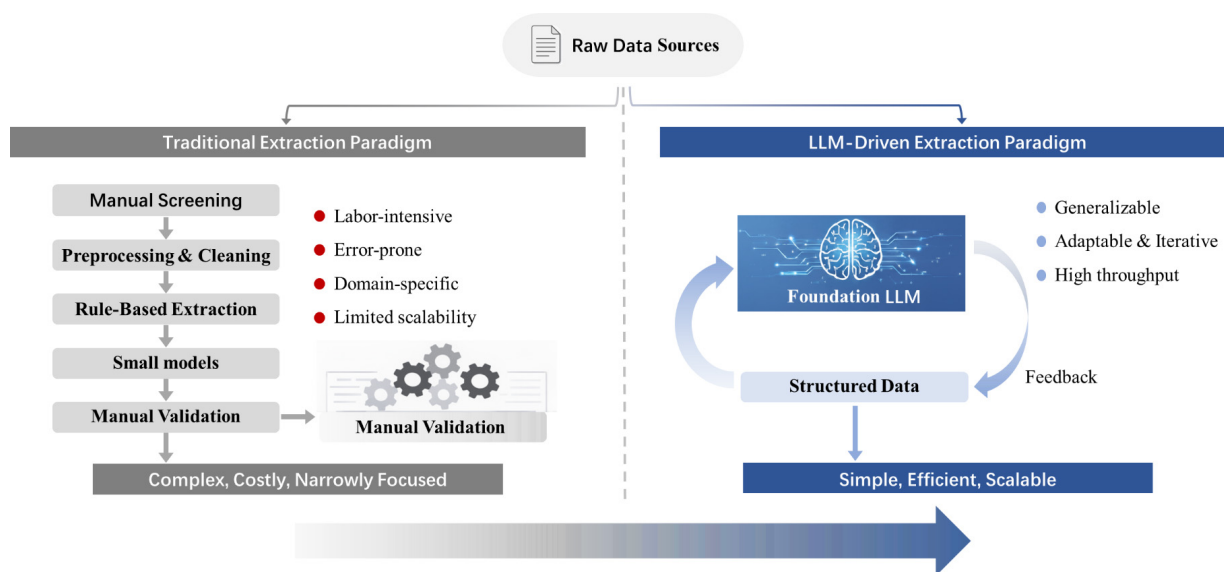 Raw Data Sources
Traditional Extraction Paradigm
Manual Screening
Preprocessing & Cleaning
Rule-Based Extraction
Small models
Manual Validation
Labor-intensive
Error-prone
Domain-specific
Limited scalability
Manual Validation
Complex, Costly, Narrowly Focused
LLM-Driven Extraction Paradigm
Foundation LLM
Generalizable
Adaptable & Iterative
High throughput
Structured Data
Feedback
Simple, Efficient, Scalable